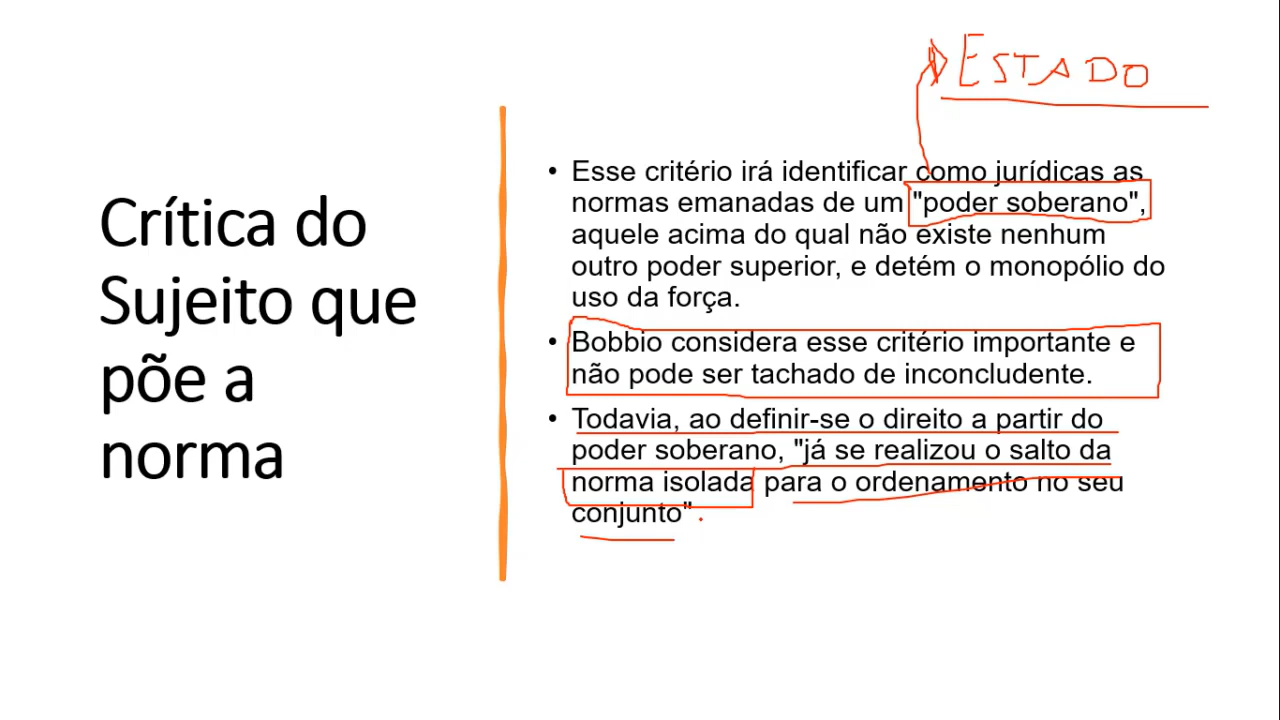 ESTADO
Crítica do
Sujeito que
põe a
norma
• Esse critério irá identificar como jurídicas as
normas emanadas de um "poder soberano",
aquele acima do qual não existe nenhum
outro poder superior, e detém o monopólio do
uso da força.
• Bobbio considera esse critério importante e
não pode ser tachado de inconcludente.
• Todavia, ao definir-se o direito a partir do
poder soberano, "já se realizou o salto da
norma isolada para o ordenamento no seu
conjunto"